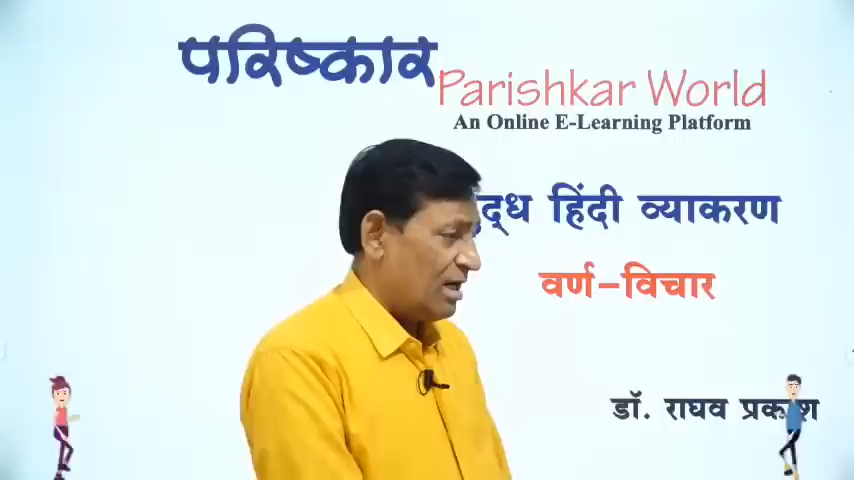 परिष्कार
Parishkar World
An Online E-Learning Platform
हिंदी व्याकरण
वर्ण-विचार
डॉ. राघव